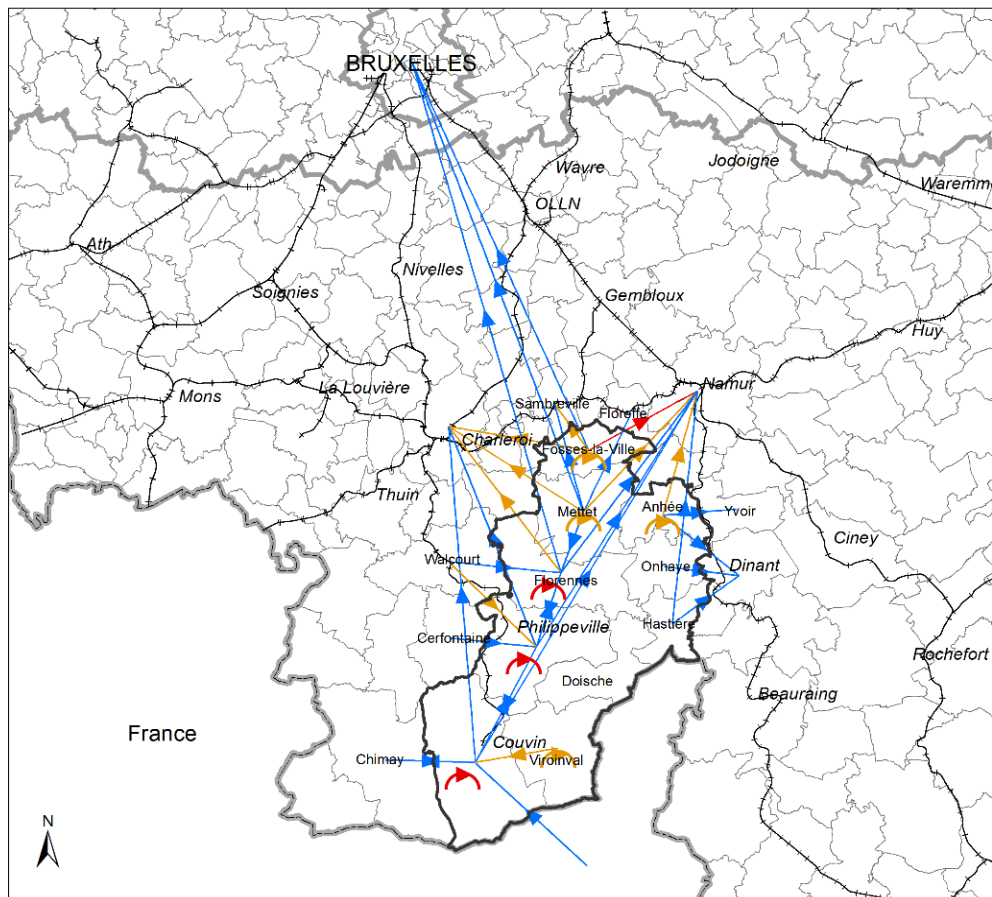 BRUXELLES
Wavre
Jodoigne
Waremme
OLLN
Ath
Nivelles
Soignies
Gembloux
Huy
Mons
La Louvière
Namur
Sambreville
Floreffe
Charleroi
Fosses-la-Ville
Thuin
Mettet
Anhée
Yvoir
Ciney
Walcourt
Onhaye
Dinant
Florennes
Philippeville
Hastière
Cerfontaine
Rochefort
Doische
Beauraing
France
Couvin
Chimay
Viroinval
N